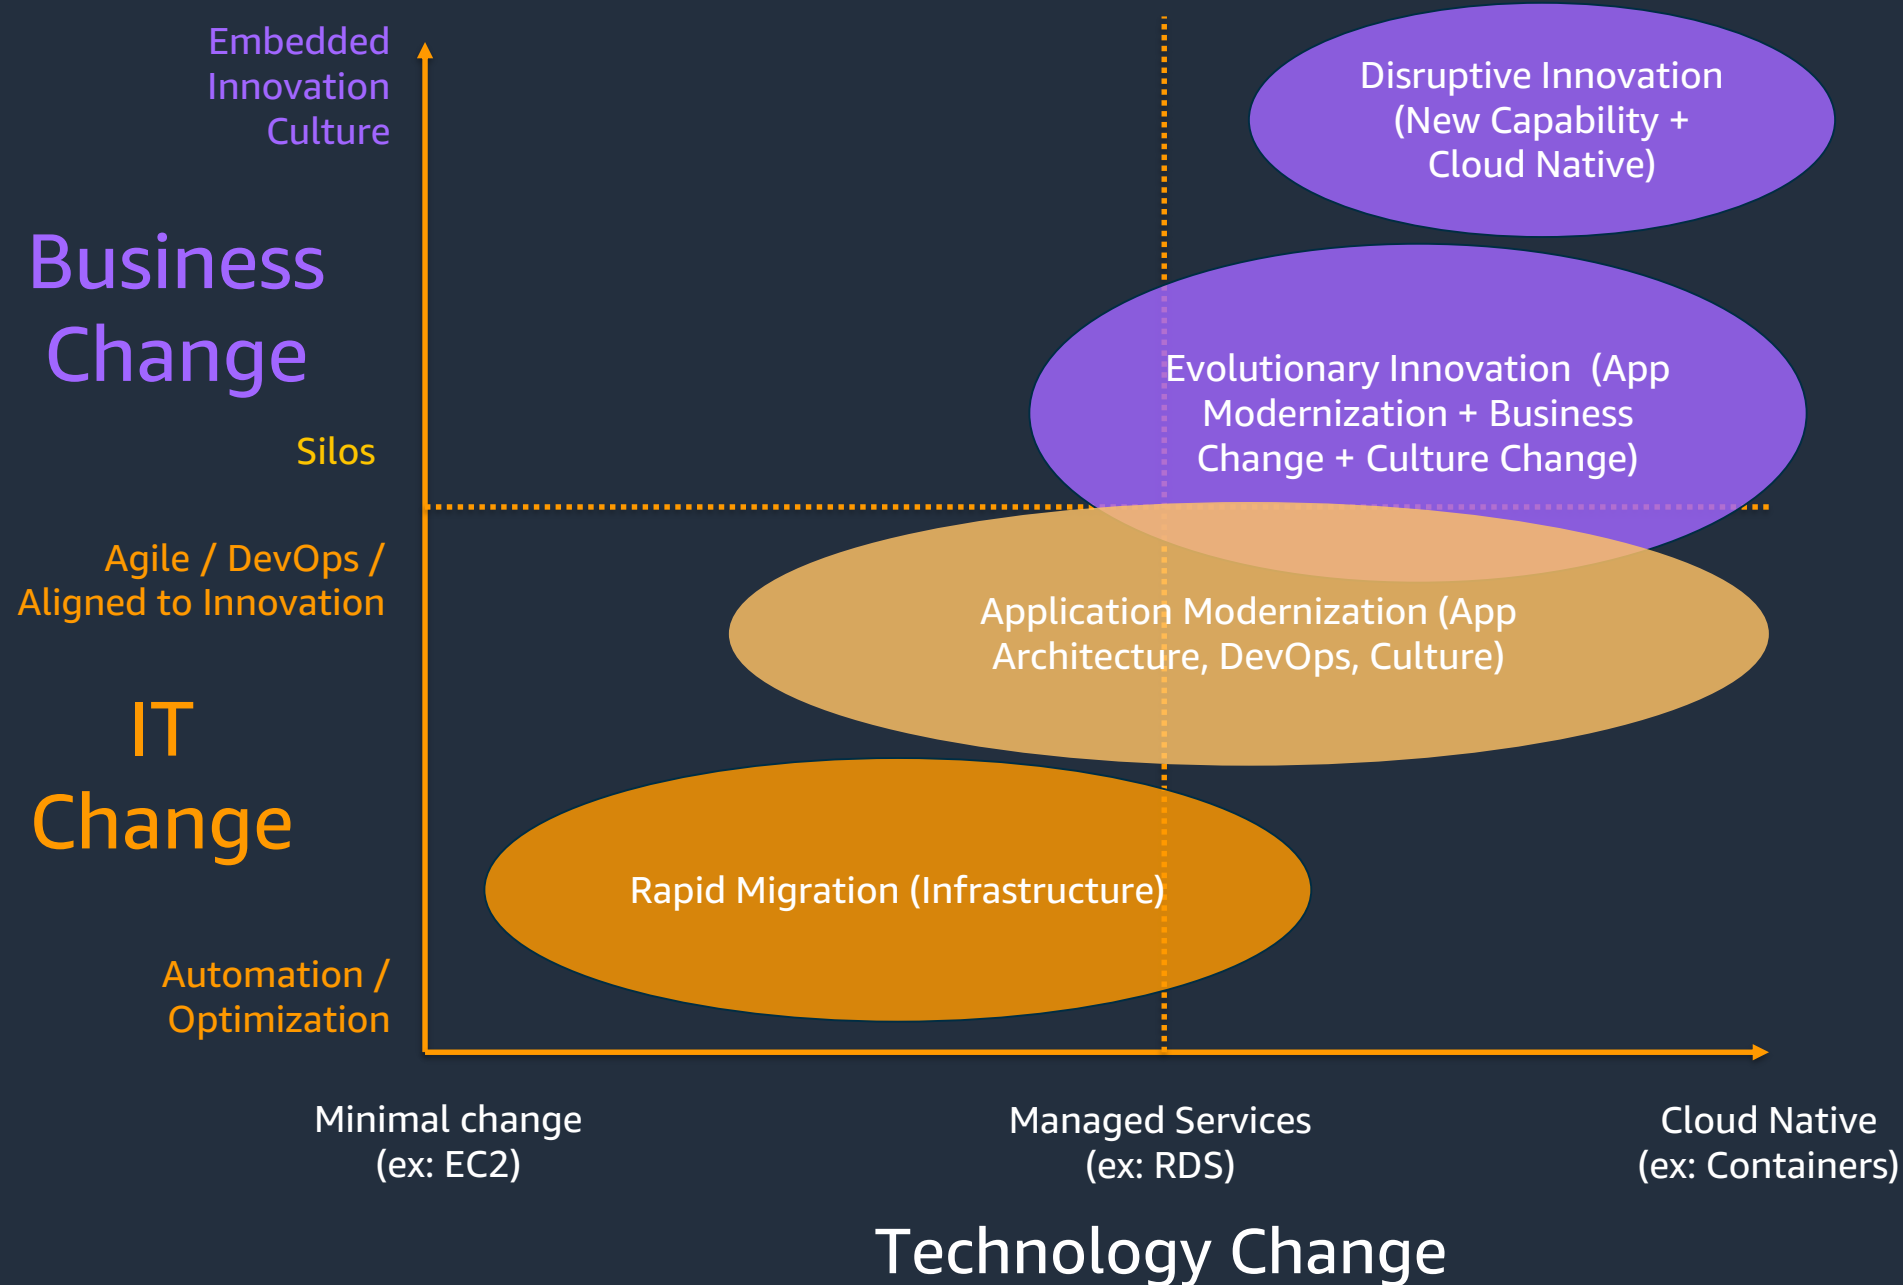 Embedded
Innovation
Culture
Business
Change
Silos
Agile / DevOps /
Aligned to Innovation
IT
Change
Automation /
Optimization
Disruptive Innovation
(New Capability +
Cloud Native)
Evolutionary Innovation  (App
Modernization + Business
Change + Culture Change)
Application Modernization (App
Architecture, DevOps, Culture)
Rapid Migration (Infrastructure)
Minimal change
(ex: EC2)
Managed Services
(ex: RDS)
Cloud Native
(ex: Containers)
Technology Change